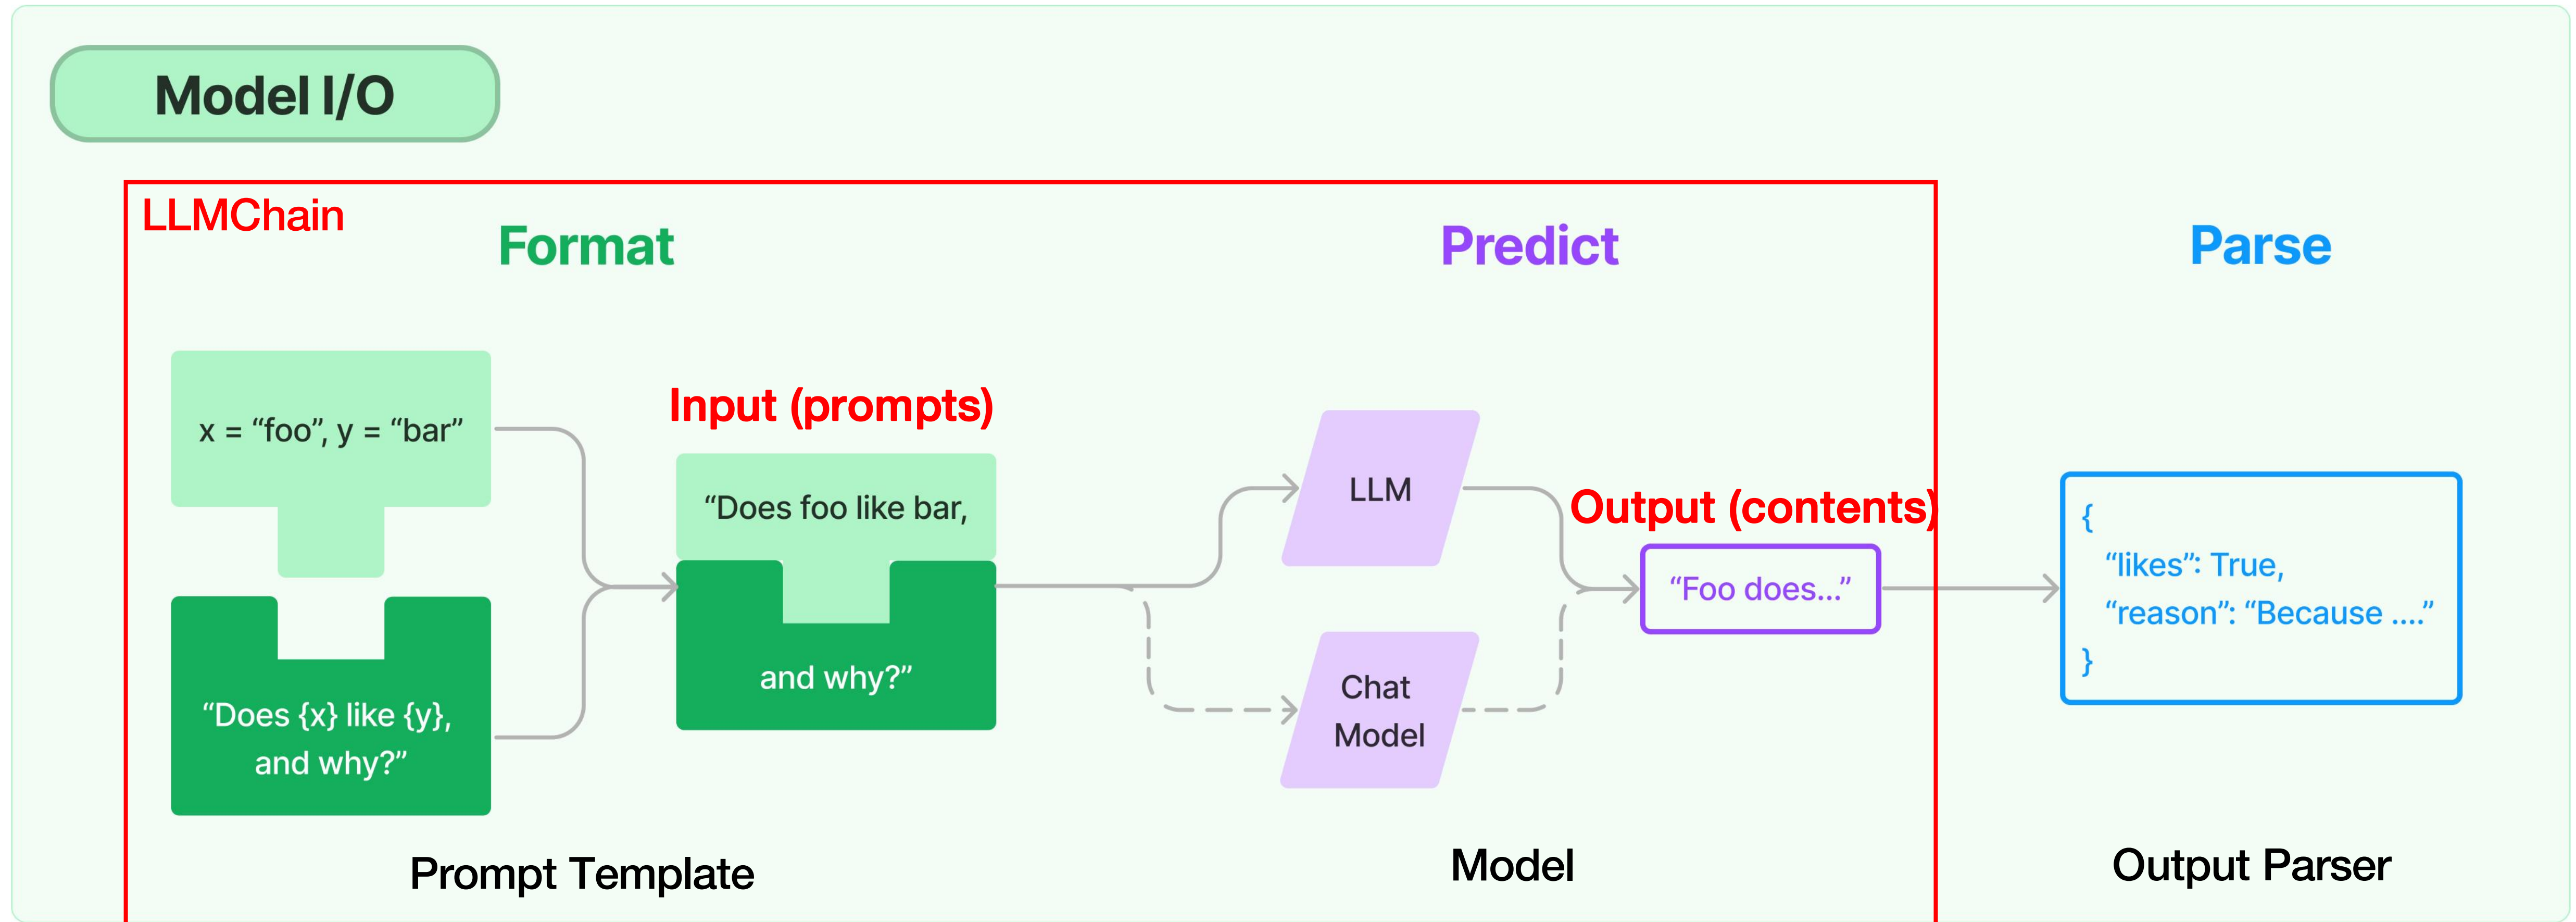 Model I/O
LLMChain
Format
Predict
Parse
x = “foo”, y = “bar”
“Does {x} like {y},
and why?”
Input (prompts)
“Does foo like bar,
and why?”
LLM
Chat
Model
Output (contents)
“Foo does...”
{
“likes”: True,
“reason”: “Because ....”
}
Prompt Template
Model
Output Parser